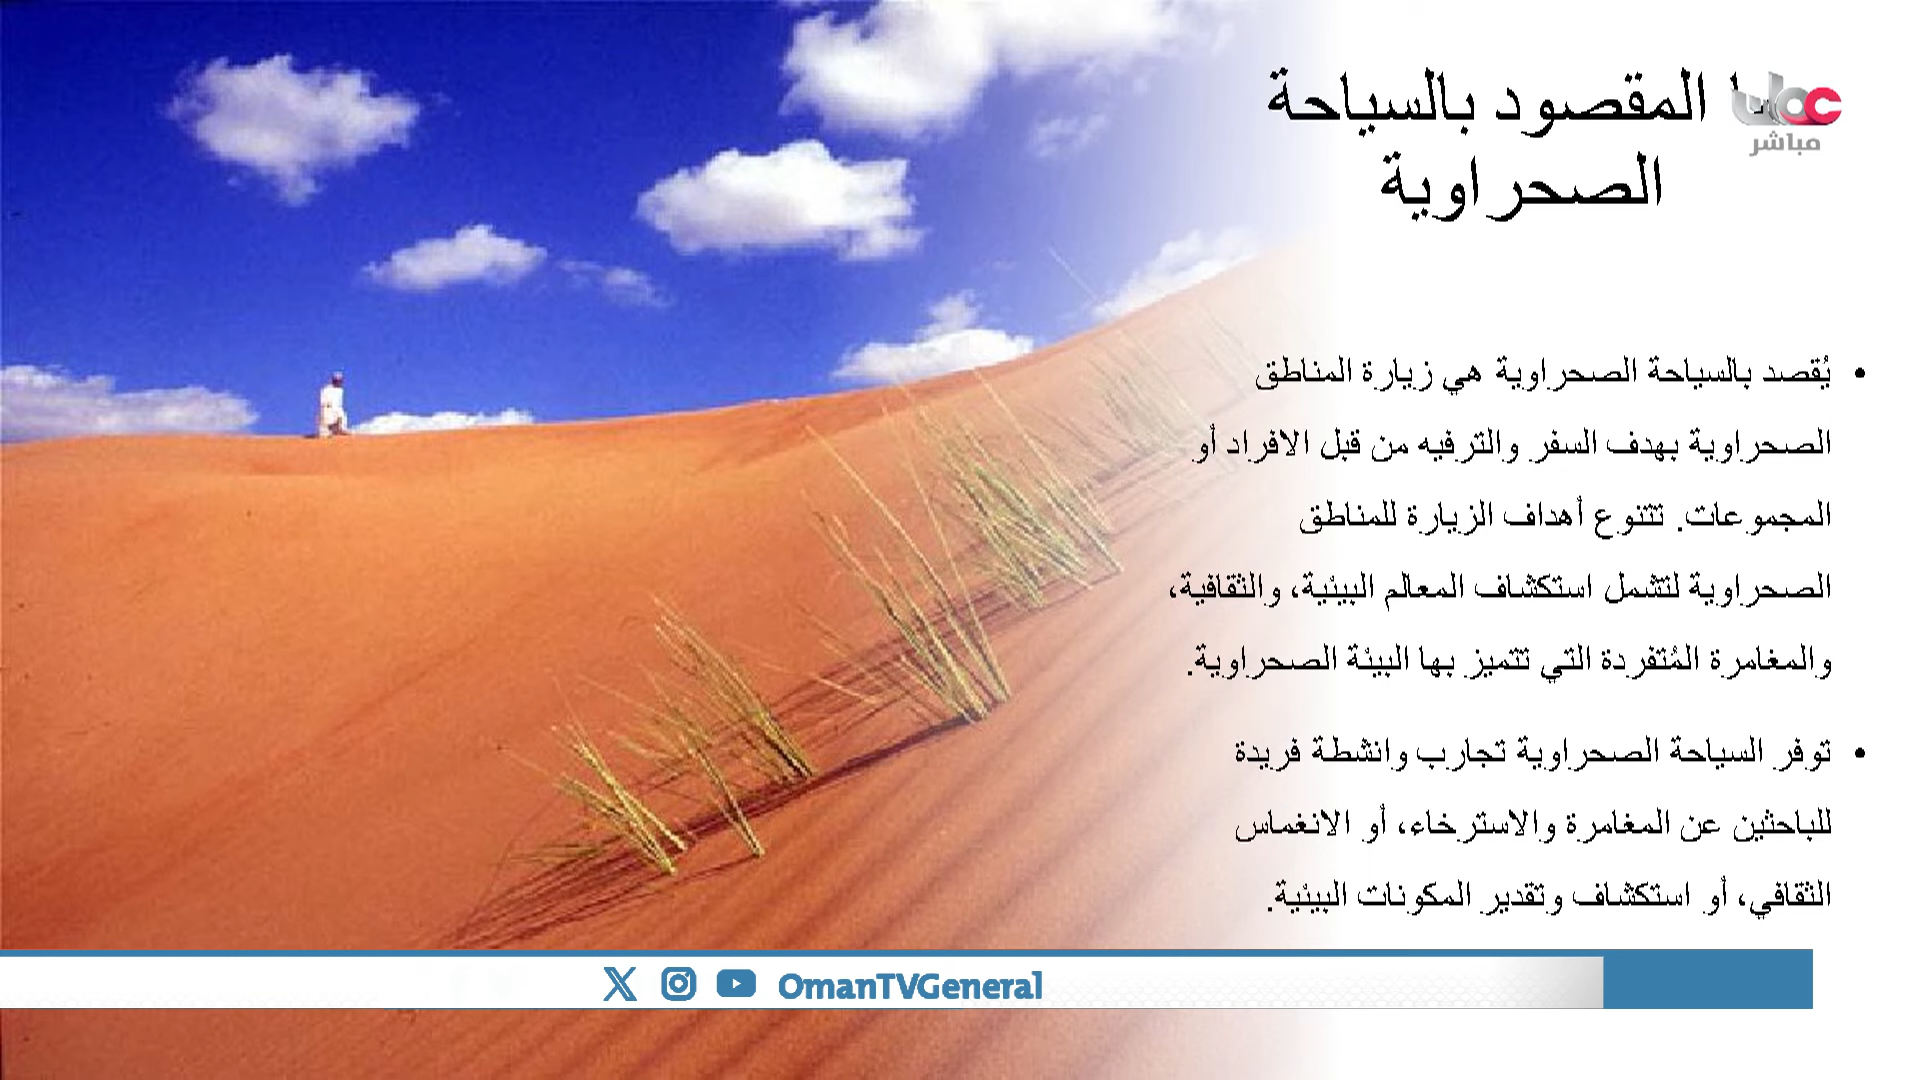 ما المقصود بالسياحة
الصحراوية
مباشر
• يُقصد بالسياحة الصحراوية هي زيارة المناطق
الصحراوية بهدف السفر والترفيه من قبل الافراد أو
المجموعات. تتنوع أهداف الزيارة للمناطق
الصحراوية لتشمل استكشاف المعالم البيئية، والثقافية،
والمغامرة المُتفردة التي تتميز بها البيئة الصحراوية.
• توفر السياحة الصحراوية تجارب وانشطة فريدة
للباحثين عن المغامرة والاسترخاء، أو الانغماس
الثقافي، أو استكشاف وتقدير المكونات البيئية.
OmanTVGeneral